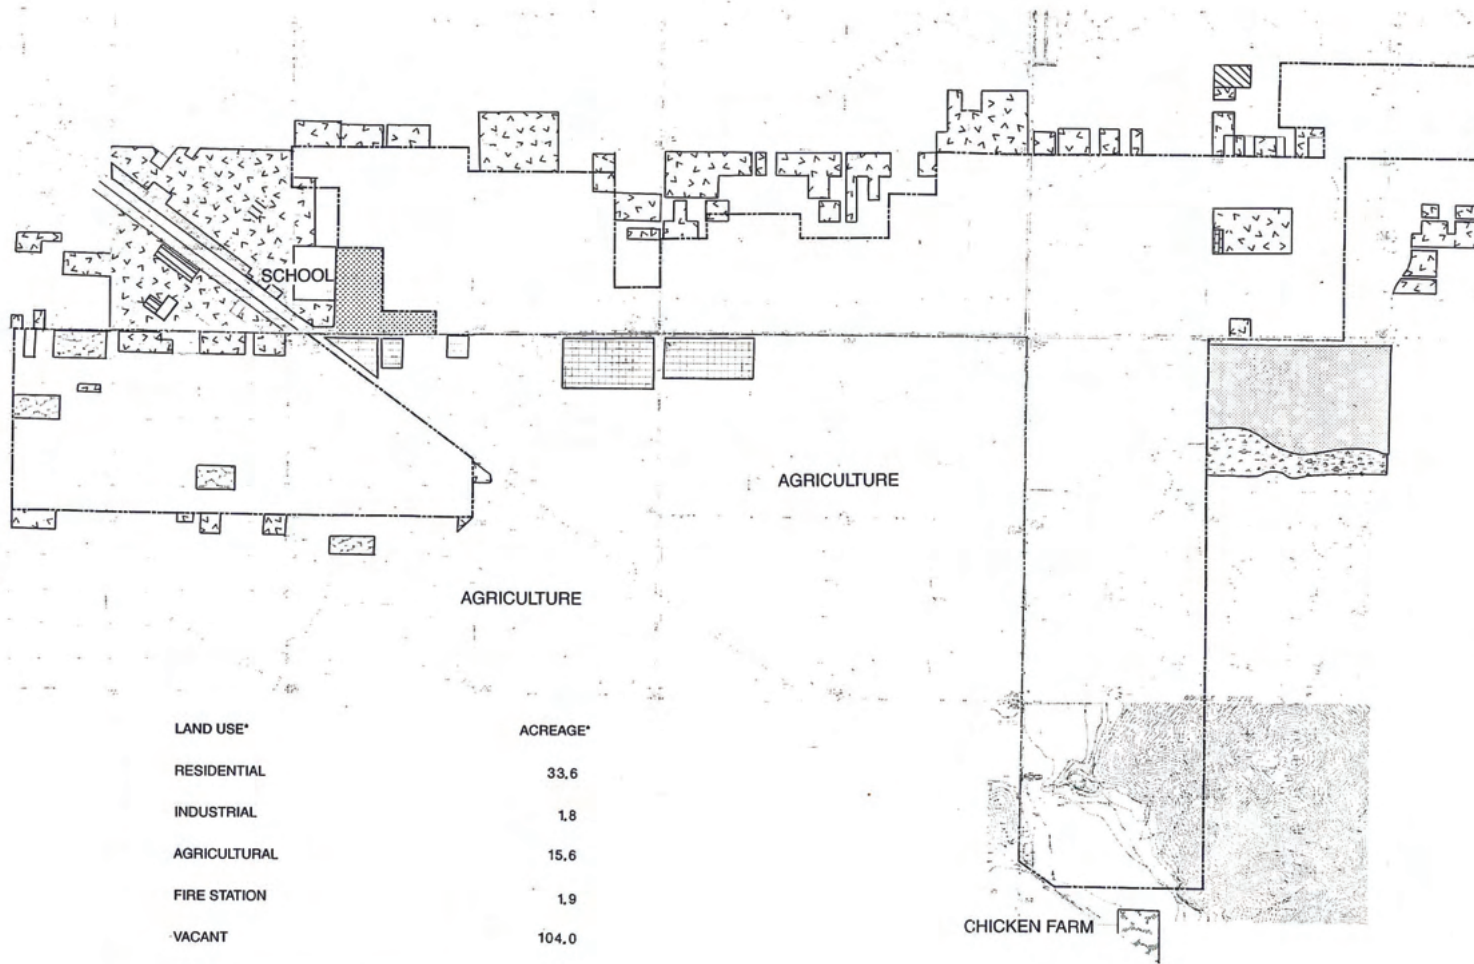 SCHOOL
AGRICULTURE
AGRICULTURE
LAND USE* ACREAGE*
RESIDENTIAL 33.6
INDUSTRIAL 1.8
AGRICULTURAL 15.6
FIRE STATION 1.9
VACANT 104.0
CHICKEN FARM